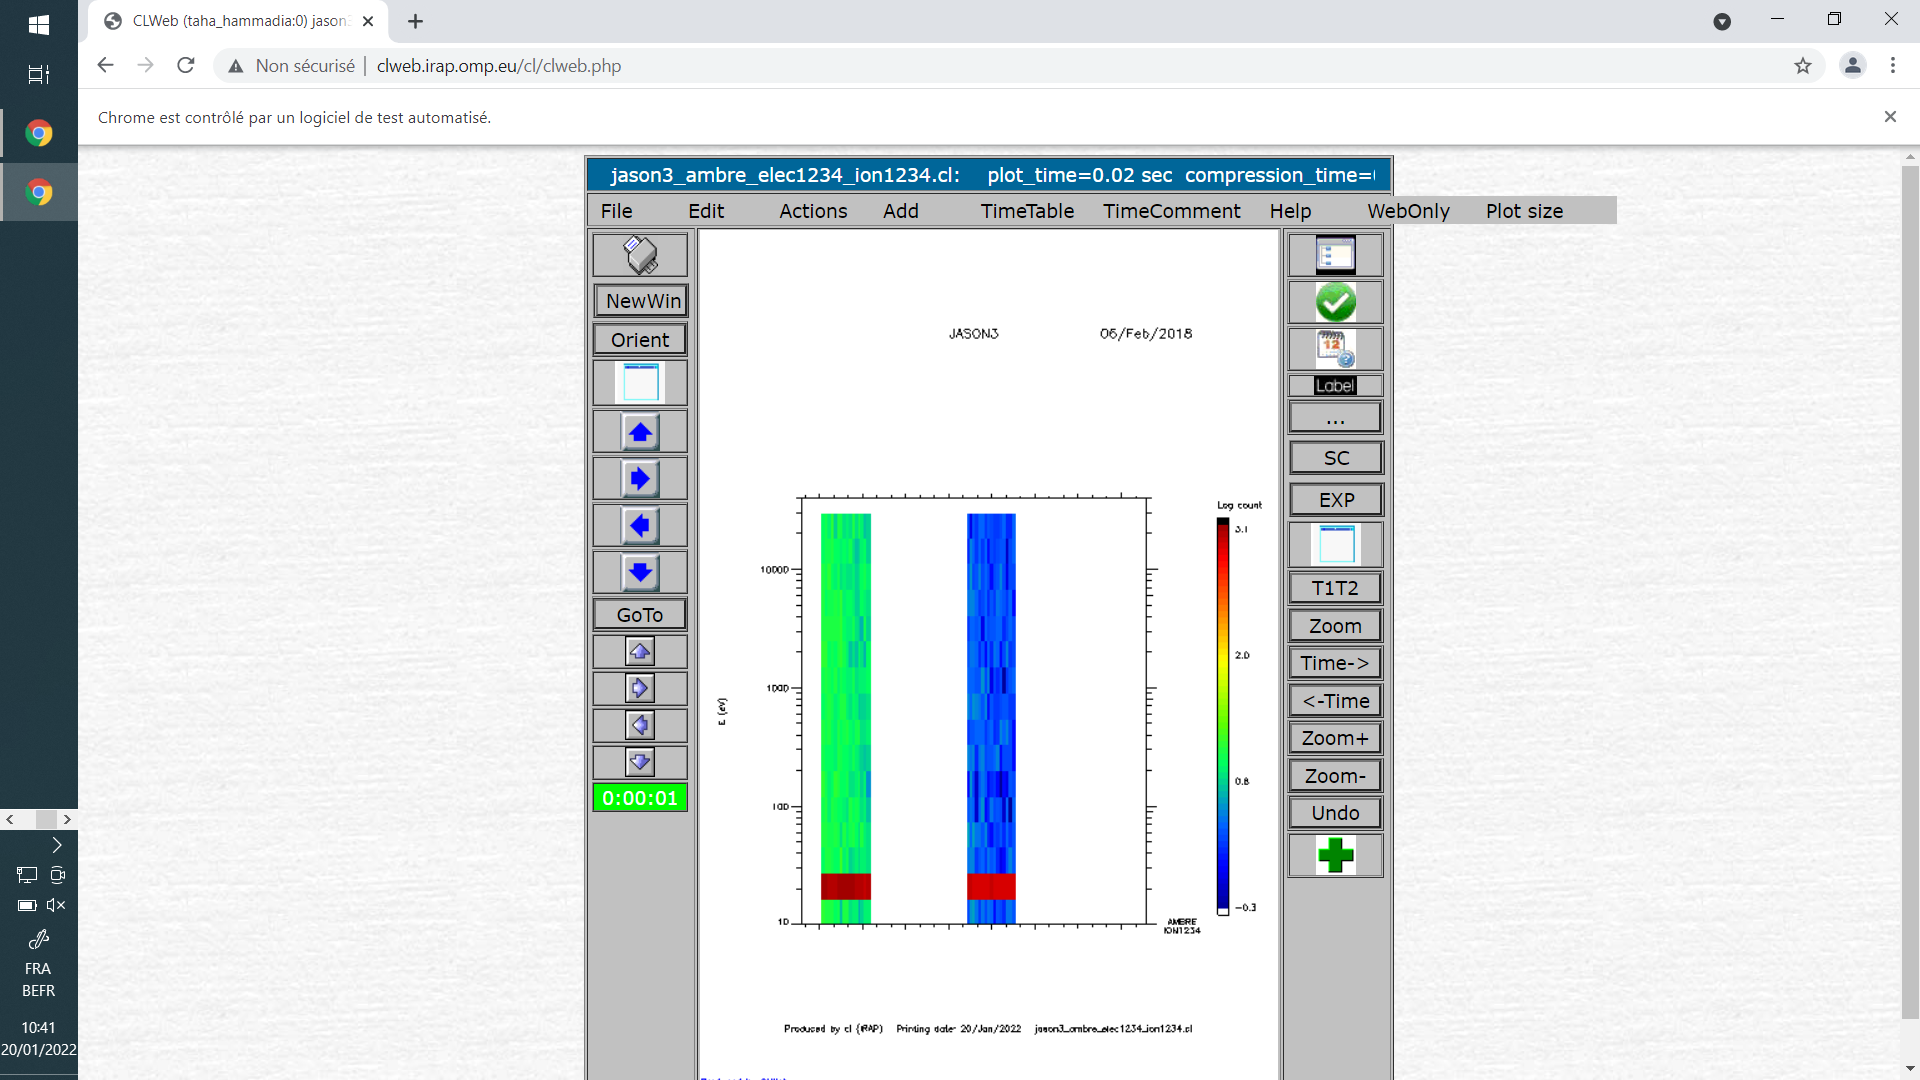 CLWeb (taha_hammadia:0) jason3
Non sécurisé | clweb.irap.omp.eu/cl/clweb.php
Chrome est contrôlé par un logiciel de test automatisé.
jason3_ambre_elec1234_ion1234.cl: plot_time=0.02 sec compression_time=
File Edit Actions Add TimeTable TimeComment Help WebOnly Plot size
NewWin
Orient
GoTo
0:00:01
JASON3 06/Feb/2018
Log count
3.1
2.0
0.8
-0.3
10000
1000
100
10
E (eV)
AMBRE
ION1234
Produced by cl (IRAP) Printing date: 20/Jan/2022 jason3_ambre_elec1234_ion1234.cl
12
Label
...
SC
EXP
T1T2
Zoom
Time->
<-Time
Zoom+
Zoom-
Undo
FRA
BEFR
10:41
20/01/2022